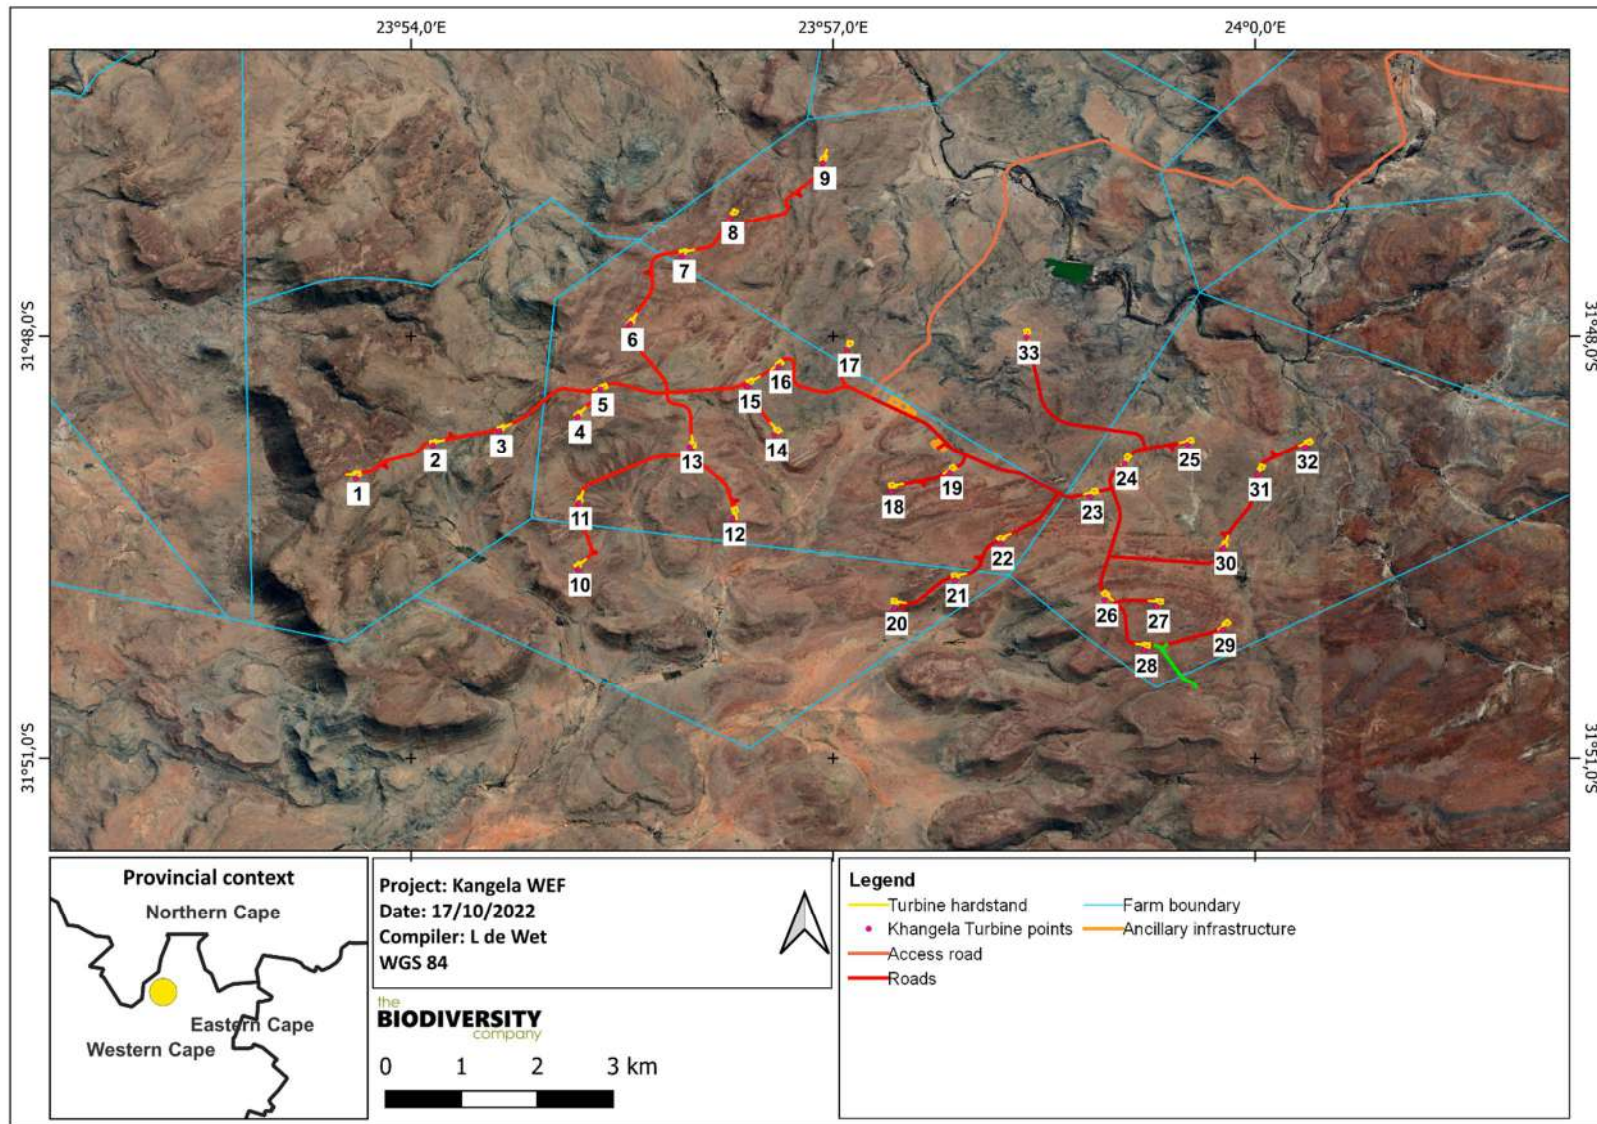 23°54,0'E
23°57,0'E
24°0,0'E
9
8
7
31°48,0'S
31°48,0'S
6
33
17
16
5
15
4
2
3
13
14
25
32
24
1
19
31
18
23
11
12
22
30
10
21
20
26
27
29
28
31°51,0'S
31°51,0'S
Provincial context
Northern Cape
Eastern Cape
Western Cape
Project: Kangela WEF
Date: 17/10/2022
Compiler: L de Wet
WGS 84
the
BIODIVERSITY
company
0 1 2 3 km
Legend
Turbine hardstand
Khangela Turbine points
Access road
Roads
Farm boundary
Ancillary infrastructure